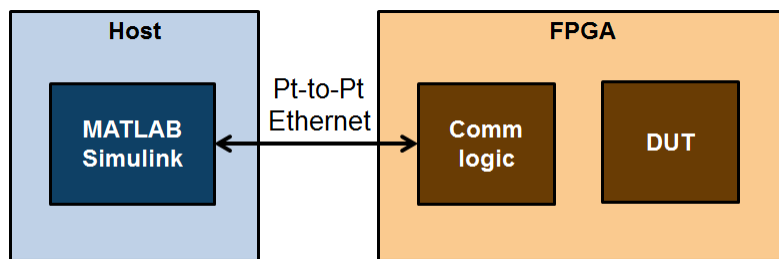 Host
FPGA
MATLAB
Simulink
Pt-to-Pt
Ethernet
Comm
logic
DUT